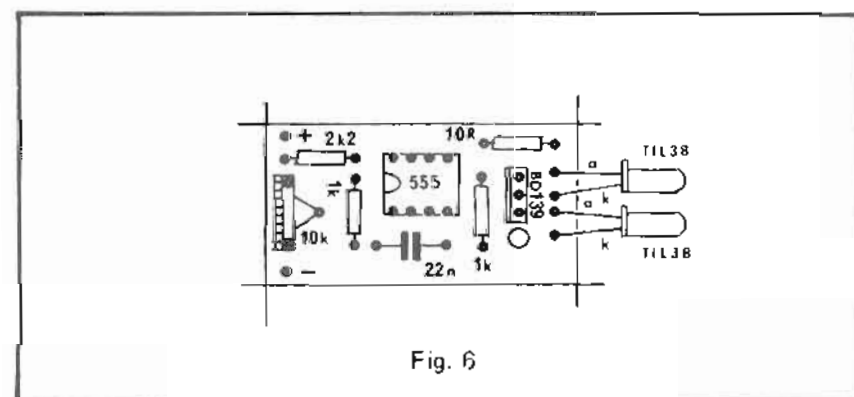 +
2k2
10R
TIL38
a
k
a
k
1k
555
BD139
10k
22n
1k
TIL38
−
Fig. 6